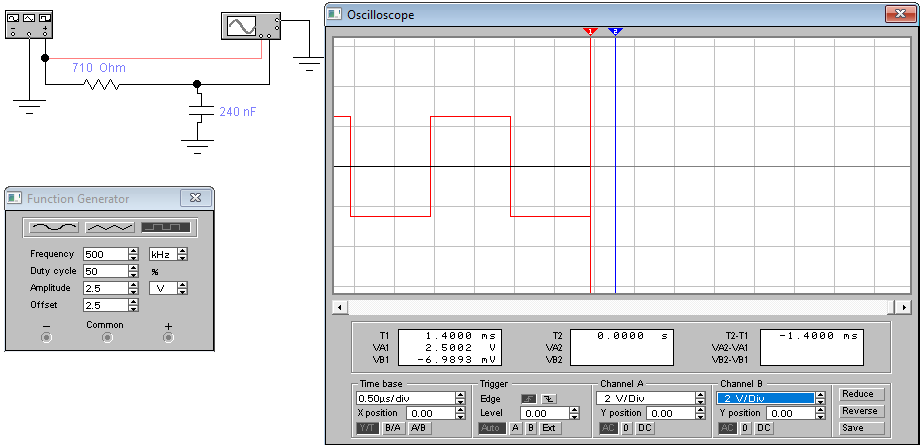 710 Ohm
240 nF
Function Generator
Frequency 500 kHz
Duty cycle 50 %
Amplitude 2.5 V
Offset 2.5
− Common +
Oscilloscope
1 2
T1 1.4000 ms
VA1 2.5002 V
VB1 -6.9893 mV
T2 0.0000 s
VA2
VB2
T2-T1 -1.4000 ms
VA2-VA1
VB2-VB1
Time base
0.50µs/div
X position 0.00
Y/T B/A A/B
Trigger
Edge
Level 0.00
Auto A B Ext
Channel A
2 V/Div
Y position 0.00
AC 0 DC
Channel B
2 V/Div
Y position 0.00
AC 0 DC
Reduce
Reverse
Save